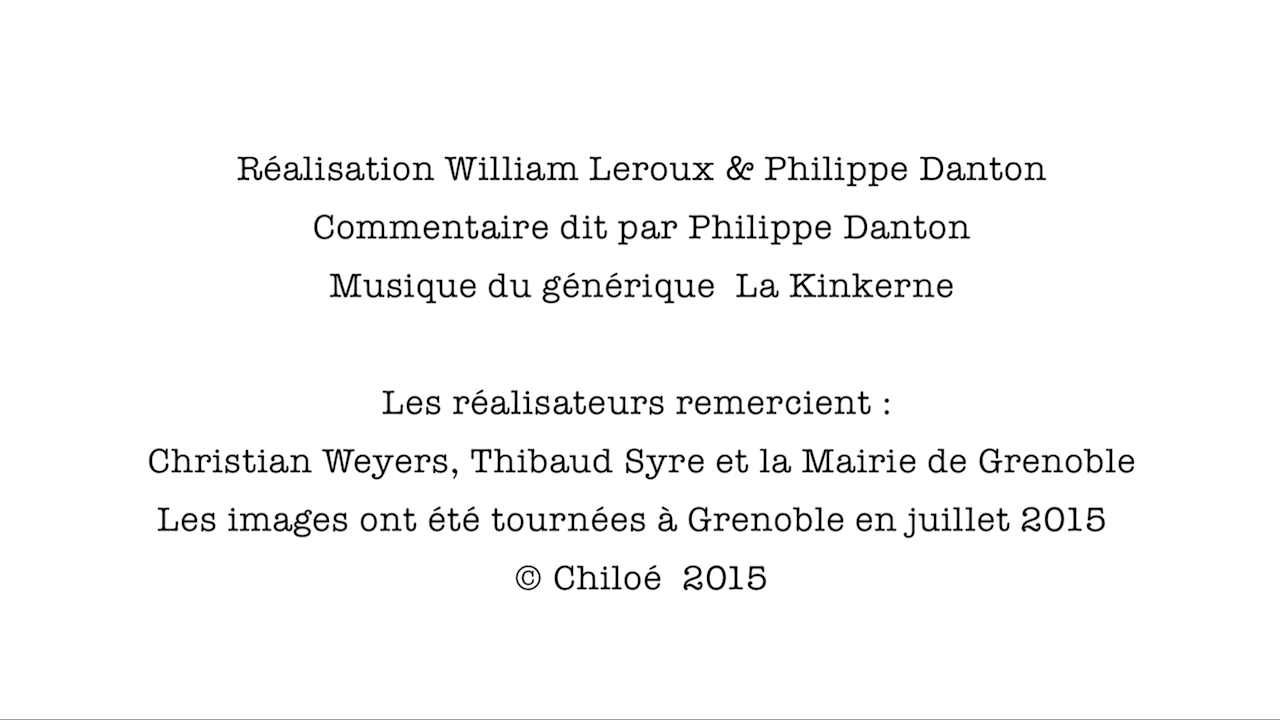 Réalisation William Leroux & Philippe Danton
Commentaire dit par Philippe Danton
Musique du générique  La Kinkerne
Les réalisateurs remercient :
Christian Weyers, Thibaud Syre et la Mairie de Grenoble
Les images ont été tournées à Grenoble en juillet 2015
© Chiloé  2015